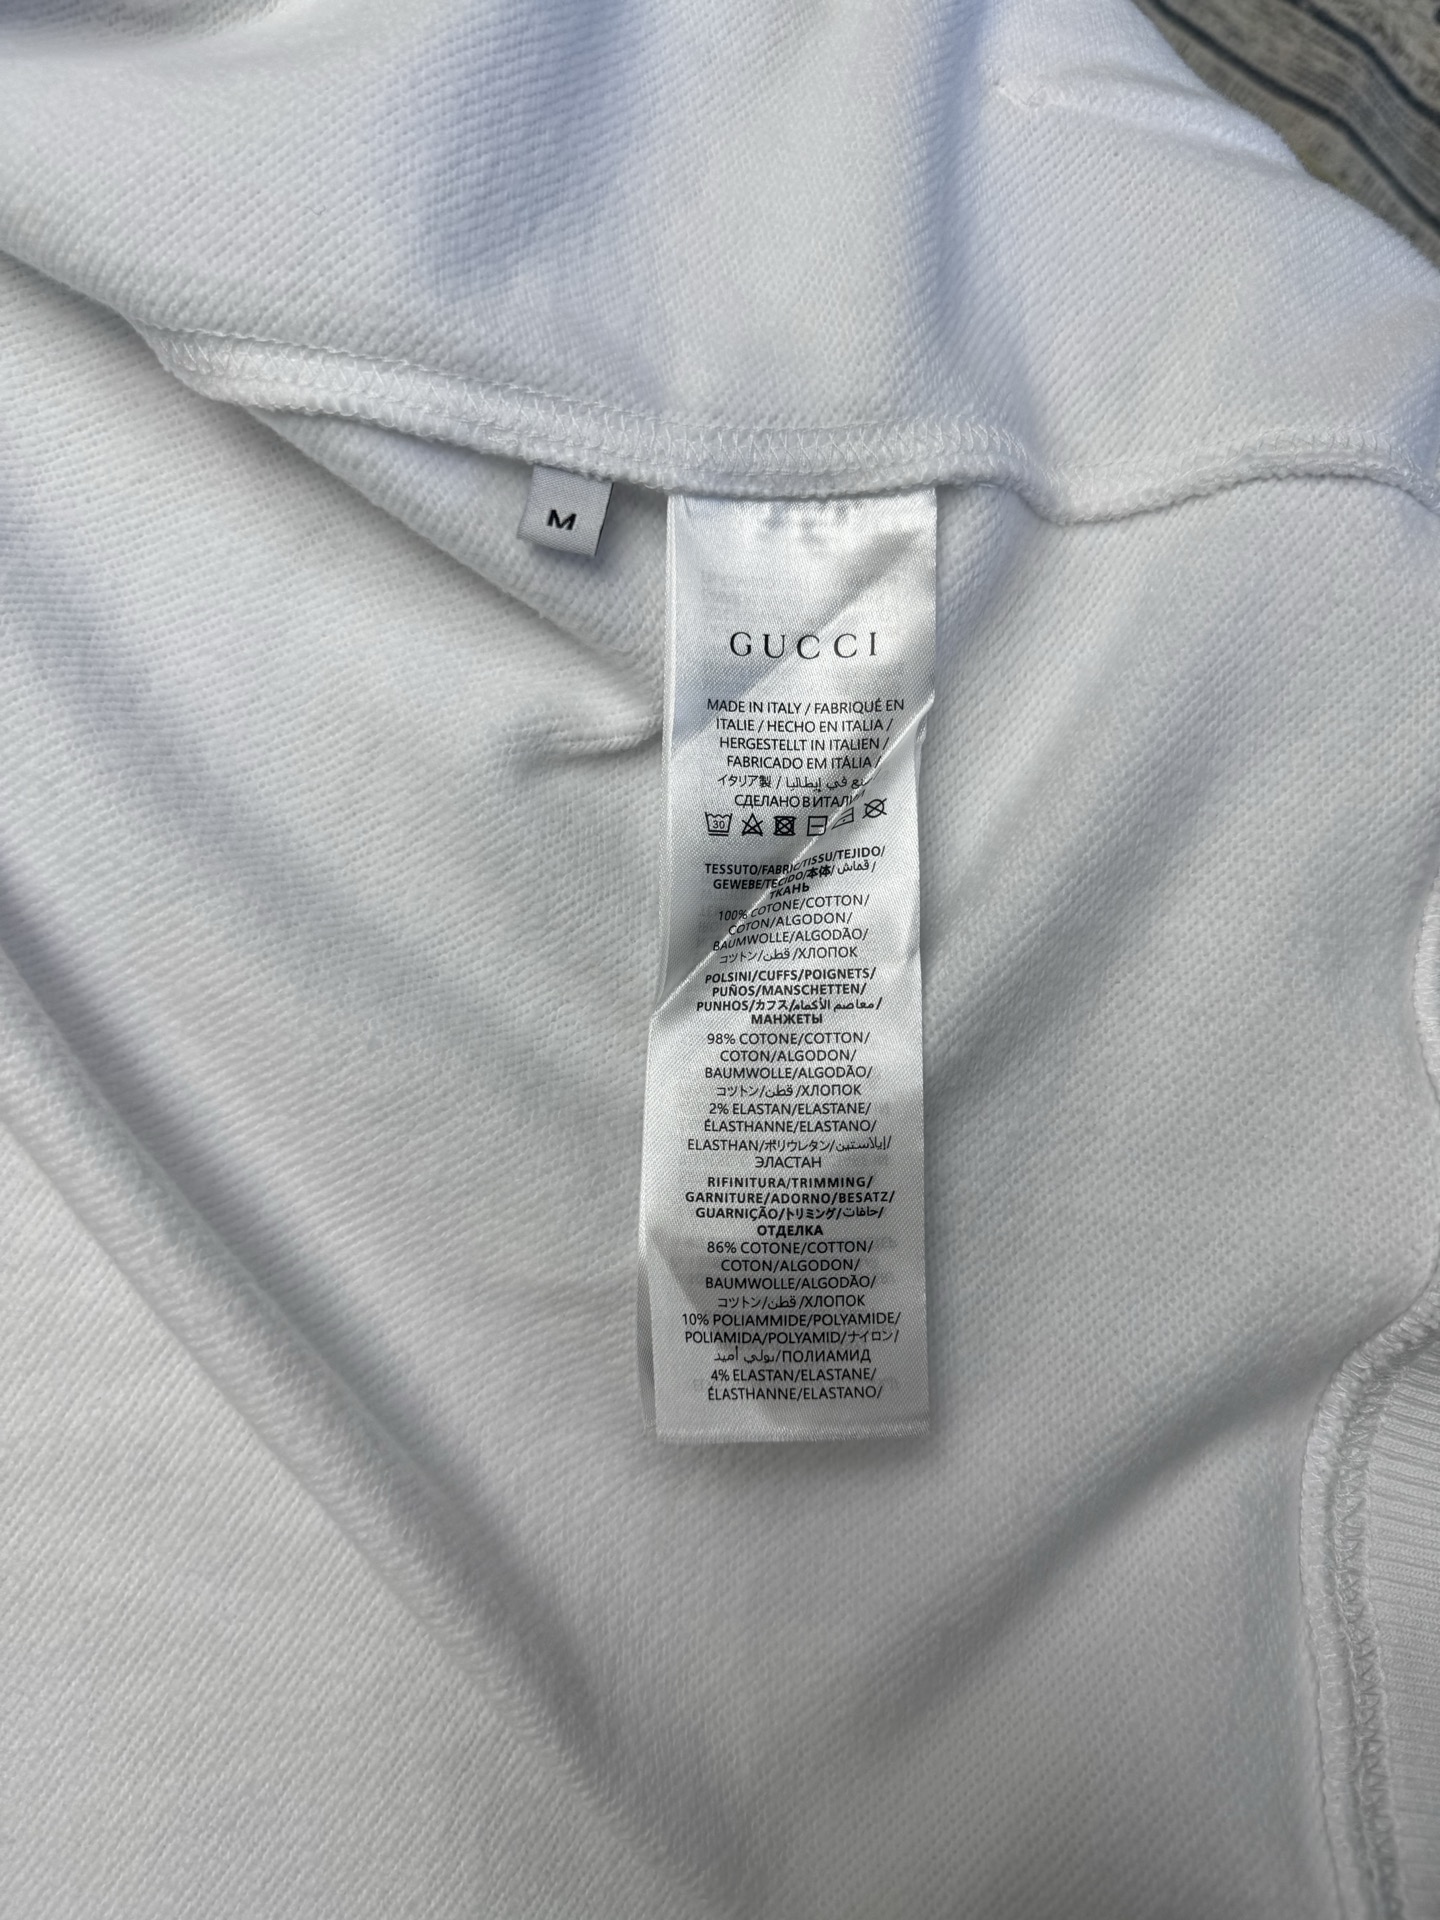 M
GUCCI
MADE IN ITALY / FABRIQUÉ EN
ITALIE / HECHO EN ITALIA /
HERGESTELLT IN ITALIEN /
FABRICADO EM ITÁLIA /
イタリア製 / في إيطاليا
СДЕЛАНО В
30
TESSUTO/FABRIC/TISSU/TEJIDO/
GEWEBE/TECIDO/本体/قماش/
ТКАНЬ
100% COTONE/COTTON/
COTON/ALGODON/
BAUMWOLLE/ALGODÃO/
コットン/قطن/ХЛОПОК
POLSINI/CUFFS/POIGNETS/
PUÑOS/MANSCHETTEN/
PUNHOS/カフス/معاصم الأكمام/
МАНЖЕТЫ
98% COTONE/COTTON/
COTON/ALGODON/
BAUMWOLLE/ALGODÃO/
コットン/قطن/ХЛОПОК
2% ELASTAN/ELASTANE/
ÉLASTHANNE/ELASTANO/
ELASTHAN/ポリウレタン/إيلاستين/
ЭЛАСТАН
RIFINITURA/TRIMMING/
GARNITURE/ADORNO/BESATZ/
GUARNIÇÃO/トリミング/حافات/
ОТДЕЛКА
86% COTONE/COTTON/
COTON/ALGODON/
BAUMWOLLE/ALGODÃO/
コットン/قطن/ХЛОПОК
10% POLIAMMIDE/POLYAMIDE/
POLIAMIDA/POLYAMID/ナイロン/
بولي أميد/ПОЛИАМИД
4% ELASTAN/ELASTANE/
ÉLASTHANNE/ELASTANO/